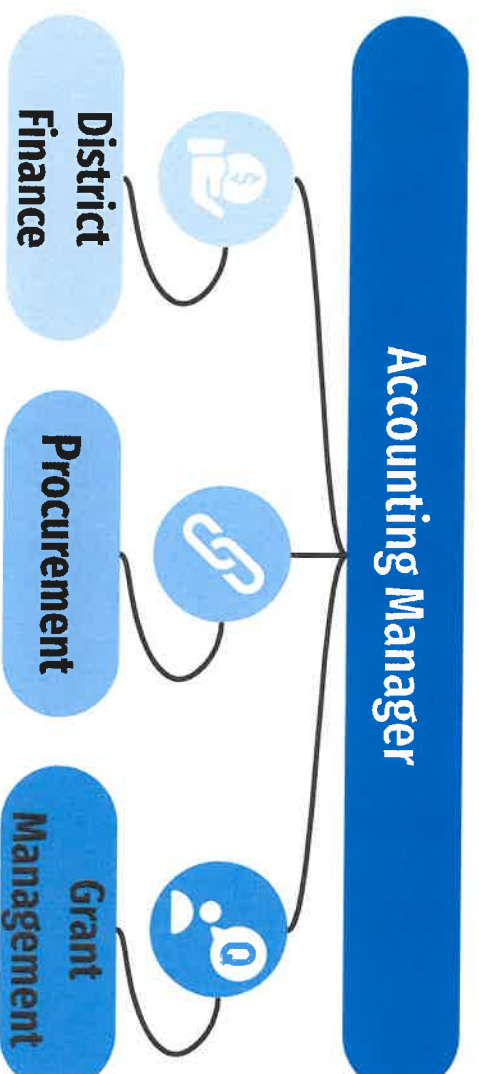 Accounting Manager
$
District
Finance
Procurement
Q
Grant
Management